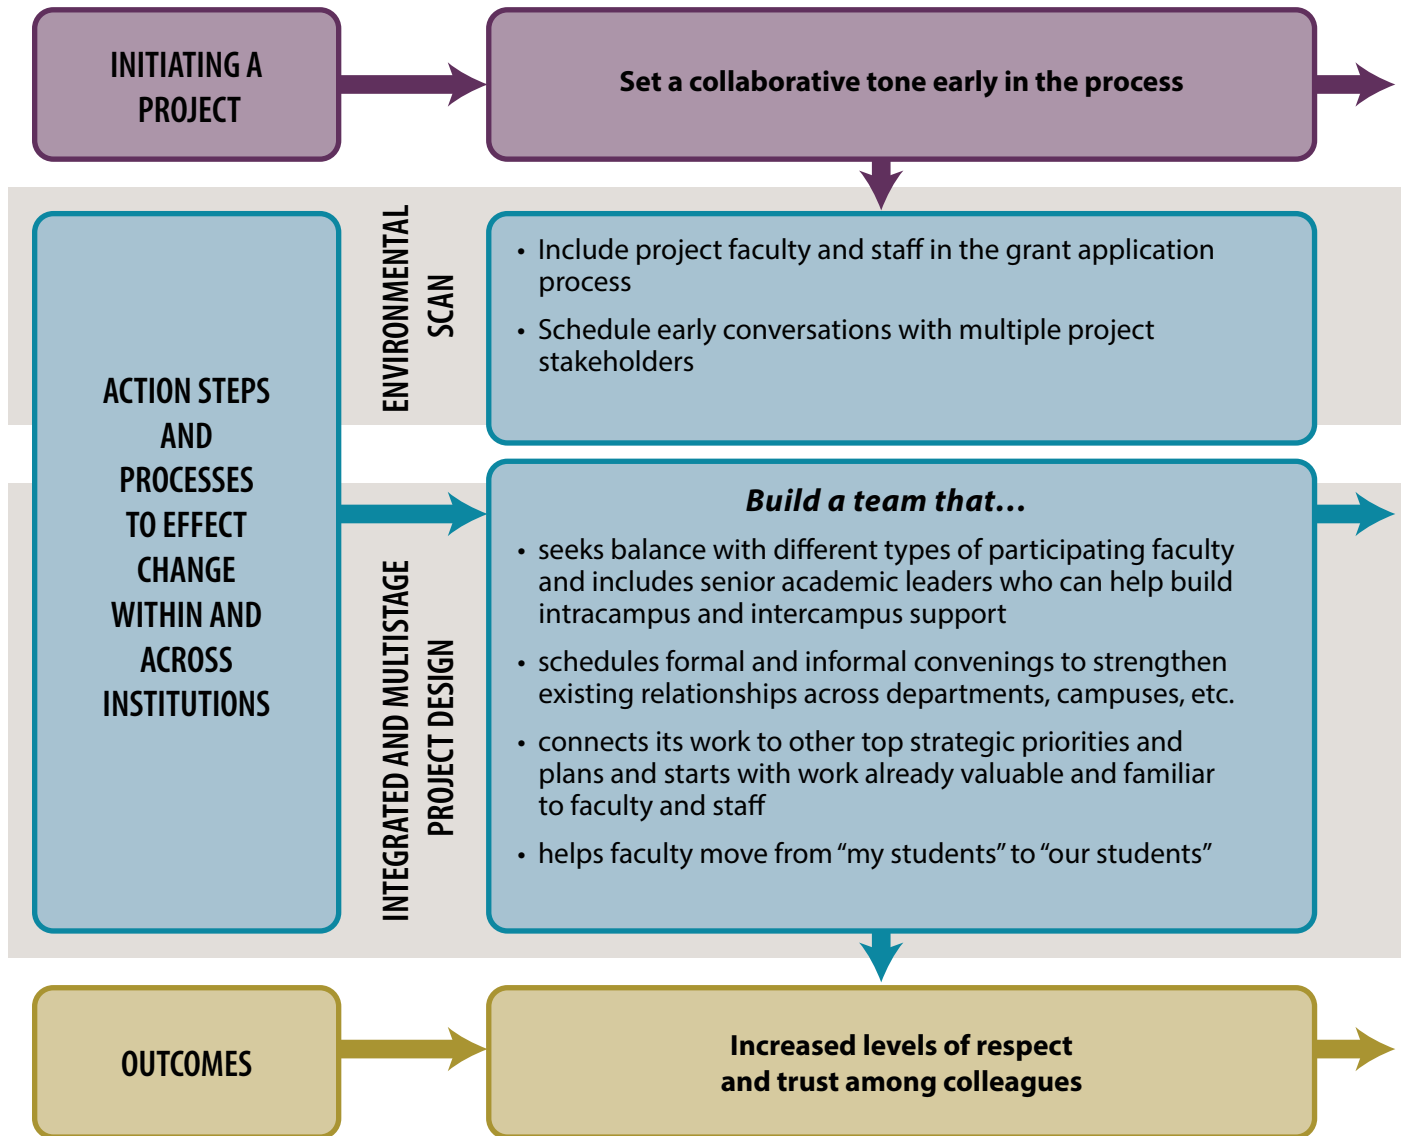 INITIATING A
PROJECT
Set a collaborative tone early in the process
ENVIRONMENTAL
SCAN
• Include project faculty and staff in the grant application
process
• Schedule early conversations with multiple project
stakeholders
ACTION STEPS
AND
PROCESSES
TO EFFECT
CHANGE
WITHIN AND
ACROSS
INSTITUTIONS
INTEGRATED AND MULTISTAGE
PROJECT DESIGN
Build a team that…
• seeks balance with different types of participating faculty
and includes senior academic leaders who can help build
intracampus and intercampus support
• schedules formal and informal convenings to strengthen
existing relationships across departments, campuses, etc.
• connects its work to other top strategic priorities and
plans and starts with work already valuable and familiar
to faculty and staff
• helps faculty move from “my students” to “our students”
OUTCOMES
Increased levels of respect
and trust among colleagues